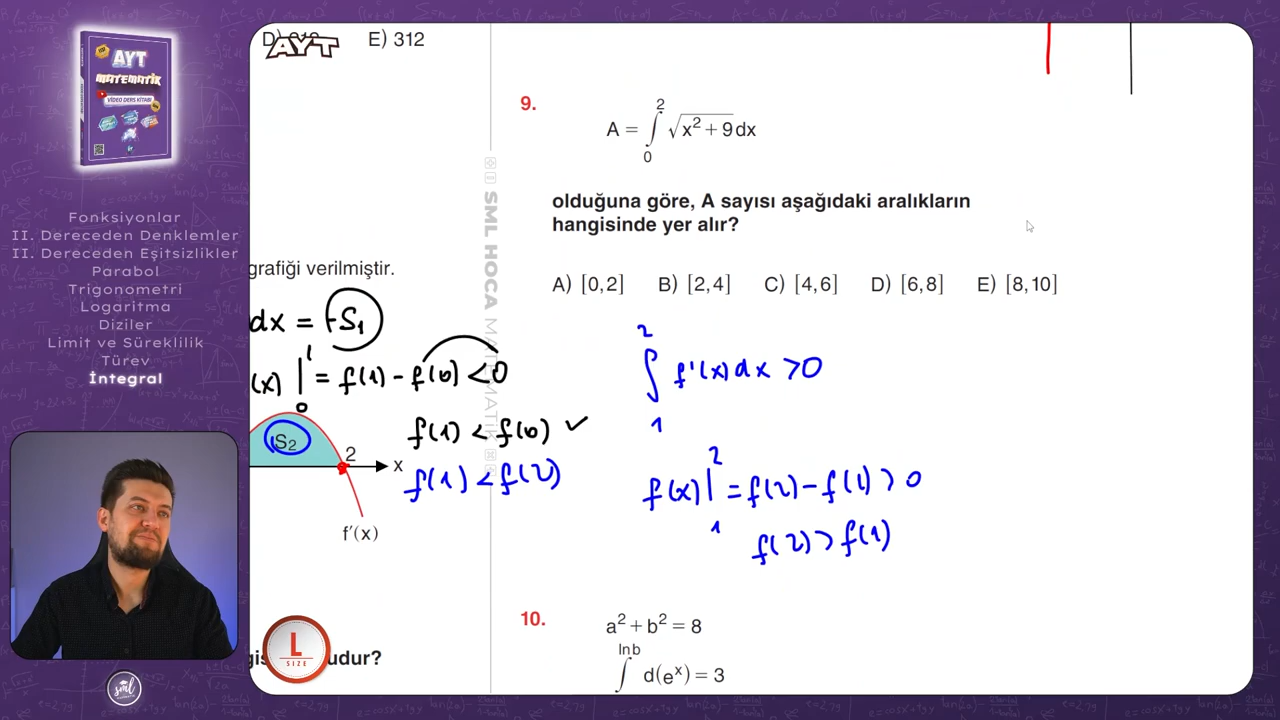 AYT
MATEMATİK
VİDEO DERS KİTABI
Fonksiyonlar
II. Dereceden Denklemler
II. Dereceden Eşitsizlikler
Parabol
Trigonometri
Logaritma
Diziler
Limit ve Süreklilik
Türev
İntegral
sml
AYT
E) 312
grafiği verilmiştir.
dx = -S₁
(x) |₀¹ = f(1) - f(0) < 0
f(1) < f(0) ✓
f(1) < f(2)
S₂
2
x
f′(x)
L
SIZE
udur?
SML HOCA MATEMATİK
9.
A = ∫₀² √(x² + 9) dx
olduğuna göre, A sayısı aşağıdaki aralıkların
hangisinde yer alır?
A) [0,2] B) [2,4] C) [4,6] D) [6,8] E) [8,10]
∫₁² f'(x) dx > 0
f(x) |₁² = f(2) - f(1) > 0
f(2) > f(1)
10.
a² + b² = 8
ln b
∫ d(eˣ) = 3